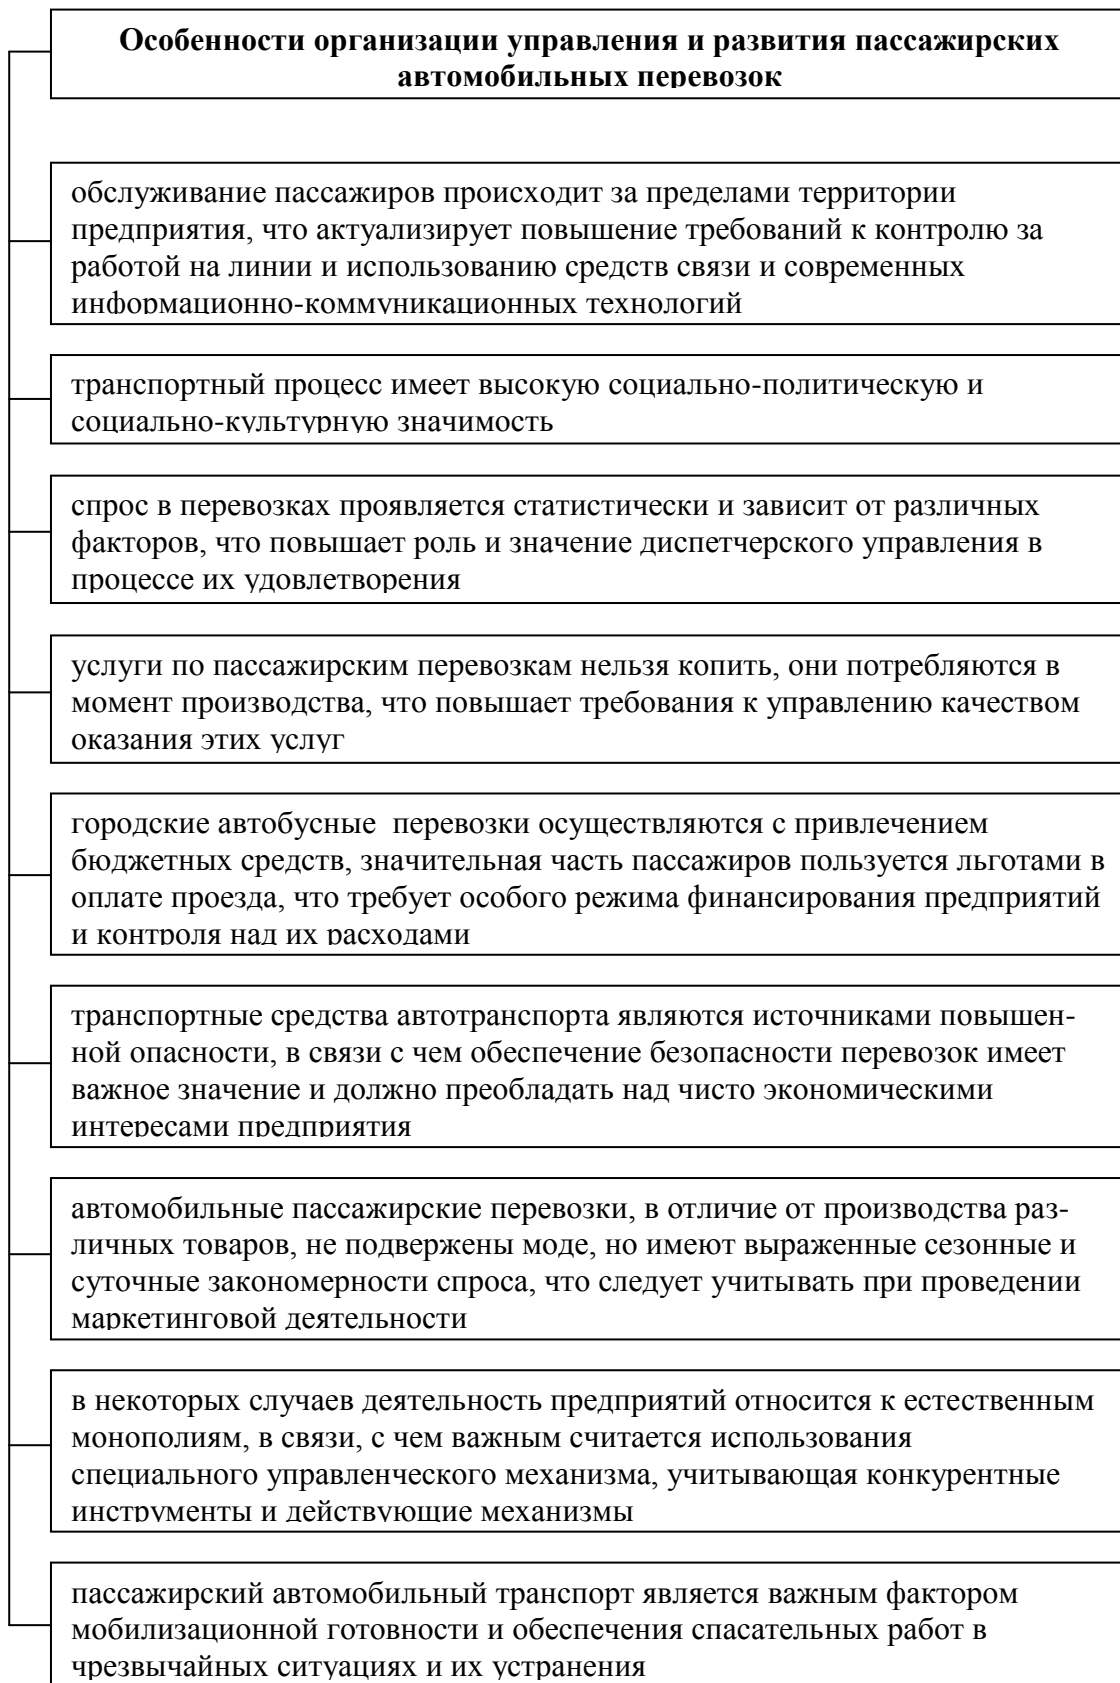 Особенности организации управления и развития пассажирских
автомобильных перевозок
обслуживание пассажиров происходит за пределами территории
предприятия, что актуализирует повышение требований к контролю за
работой на линии и использованию средств связи и современных
информационно-коммуникационных технологий
транспортный процесс имеет высокую социально-политическую и
социально-культурную значимость
спрос в перевозках проявляется статистически и зависит от различных
факторов, что повышает роль и значение диспетчерского управления в
процессе их удовлетворения
услуги по пассажирским перевозкам нельзя копить, они потребляются в
момент производства, что повышает требования к управлению качеством
оказания этих услуг
городские автобусные  перевозки осуществляются с привлечением
бюджетных средств, значительная часть пассажиров пользуется льготами в
оплате проезда, что требует особого режима финансирования предприятий
и контроля над их расходами
транспортные средства автотранспорта являются источниками повышен-
ной опасности, в связи с чем обеспечение безопасности перевозок имеет
важное значение и должно преобладать над чисто экономическими
интересами предприятия
автомобильные пассажирские перевозки, в отличие от производства раз-
личных товаров, не подвержены моде, но имеют выраженные сезонные и
суточные закономерности спроса, что следует учитывать при проведении
маркетинговой деятельности
в некоторых случаев деятельность предприятий относится к естественным
монополиям, в связи, с чем важным считается использования
специального управленческого механизма, учитывающая конкурентные
инструменты и действующие механизмы
пассажирский автомобильный транспорт является важным фактором
мобилизационной готовности и обеспечения спасательных работ в
чрезвычайных ситуациях и их устранения